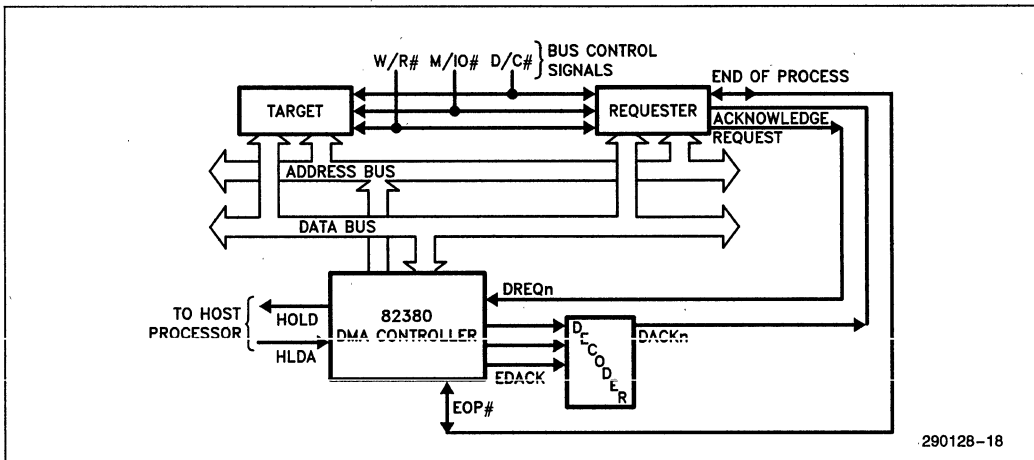 W/R# M/IO# D/C# BUS CONTROL
SIGNALS
END OF PROCESS
TARGET
REQUESTER
ACKNOWLEDGE
REQUEST
ADDRESS BUS
DATA BUS
DREQn
TO HOST
PROCESSOR
HOLD
HLDA
82380
DMA CONTROLLER
EDACK
DECODER
DACKn
EOP#
290128-18